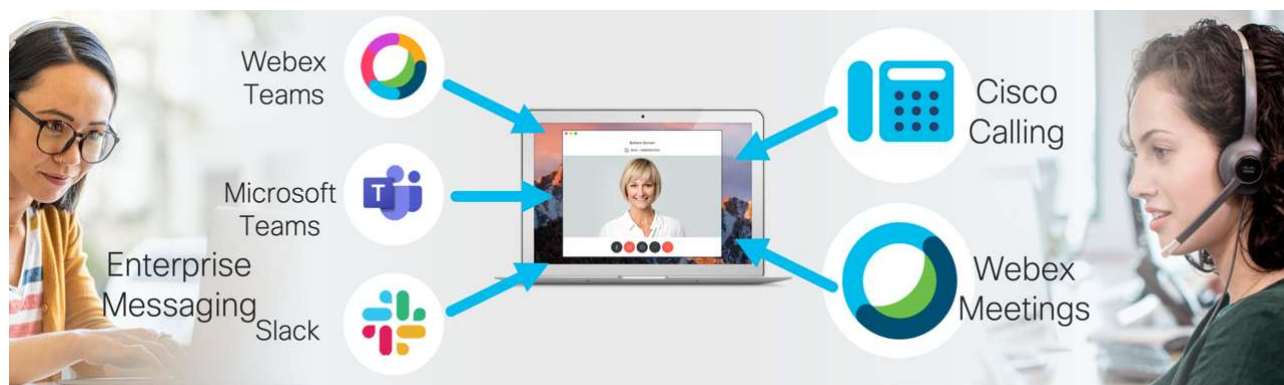 Webex
Teams
Microsoft
Teams
Enterprise
Messaging
Slack
Cisco
Calling
Webex
Meetings